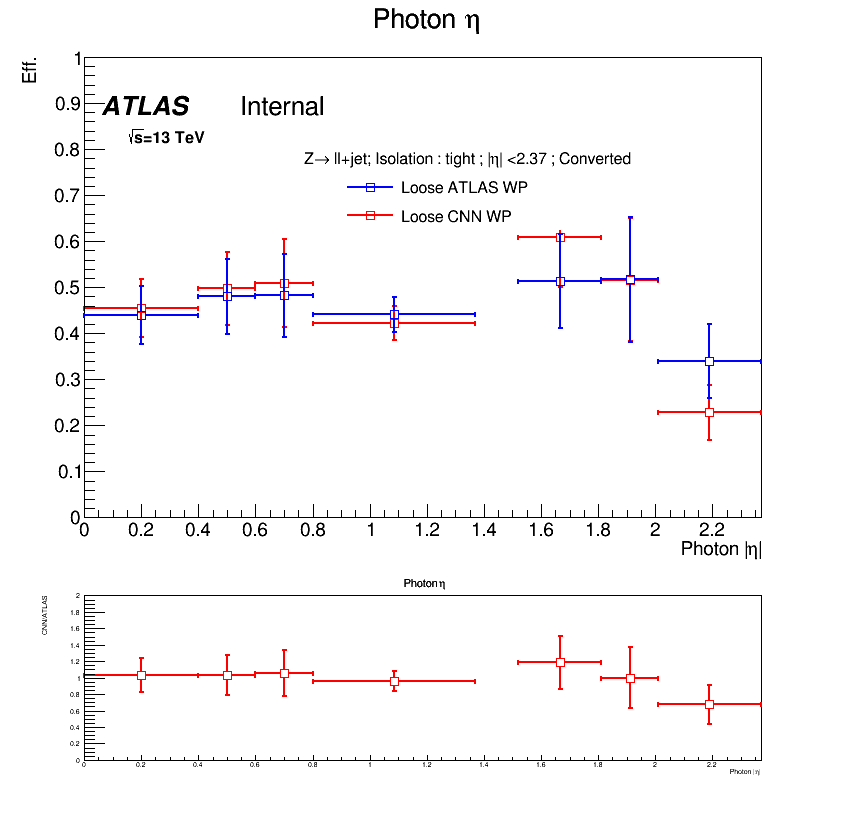 Photon η
Eff.
1
0.9
ATLAS Internal
√s=13 TeV
0.8
Z→ ll+jet; Isolation : tight ; |η| <2.37 ; Converted
0.7
Loose ATLAS WP
Loose CNN WP
0.6
0.5
0.4
0.3
0.2
0.1
0
0 0.2 0.4 0.6 0.8 1 1.2 1.4 1.6 1.8 2 2.2
Photon |η|
Photon η
CNN/ATLAS
2
1.8
1.6
1.4
1.2
1
0.8
0.6
0.4
0.2
0
0 0.2 0.4 0.6 0.8 1 1.2 1.4 1.6 1.8 2 2.2
Photon |η|